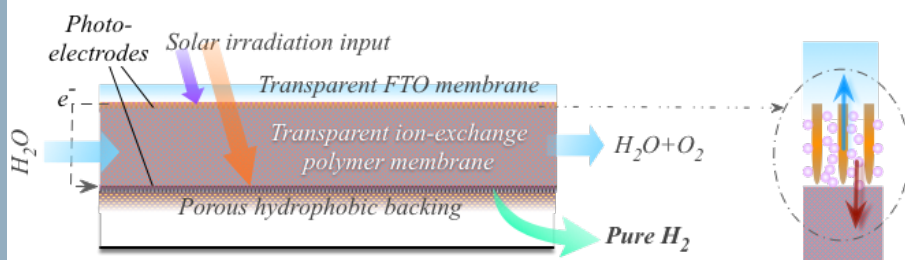 Photo-
electrodes
Solar irradiation input
Transparent FTO membrane
e⁻
H₂O
Transparent ion-exchange
polymer membrane
H₂O+O₂
Porous hydrophobic backing
Pure H₂